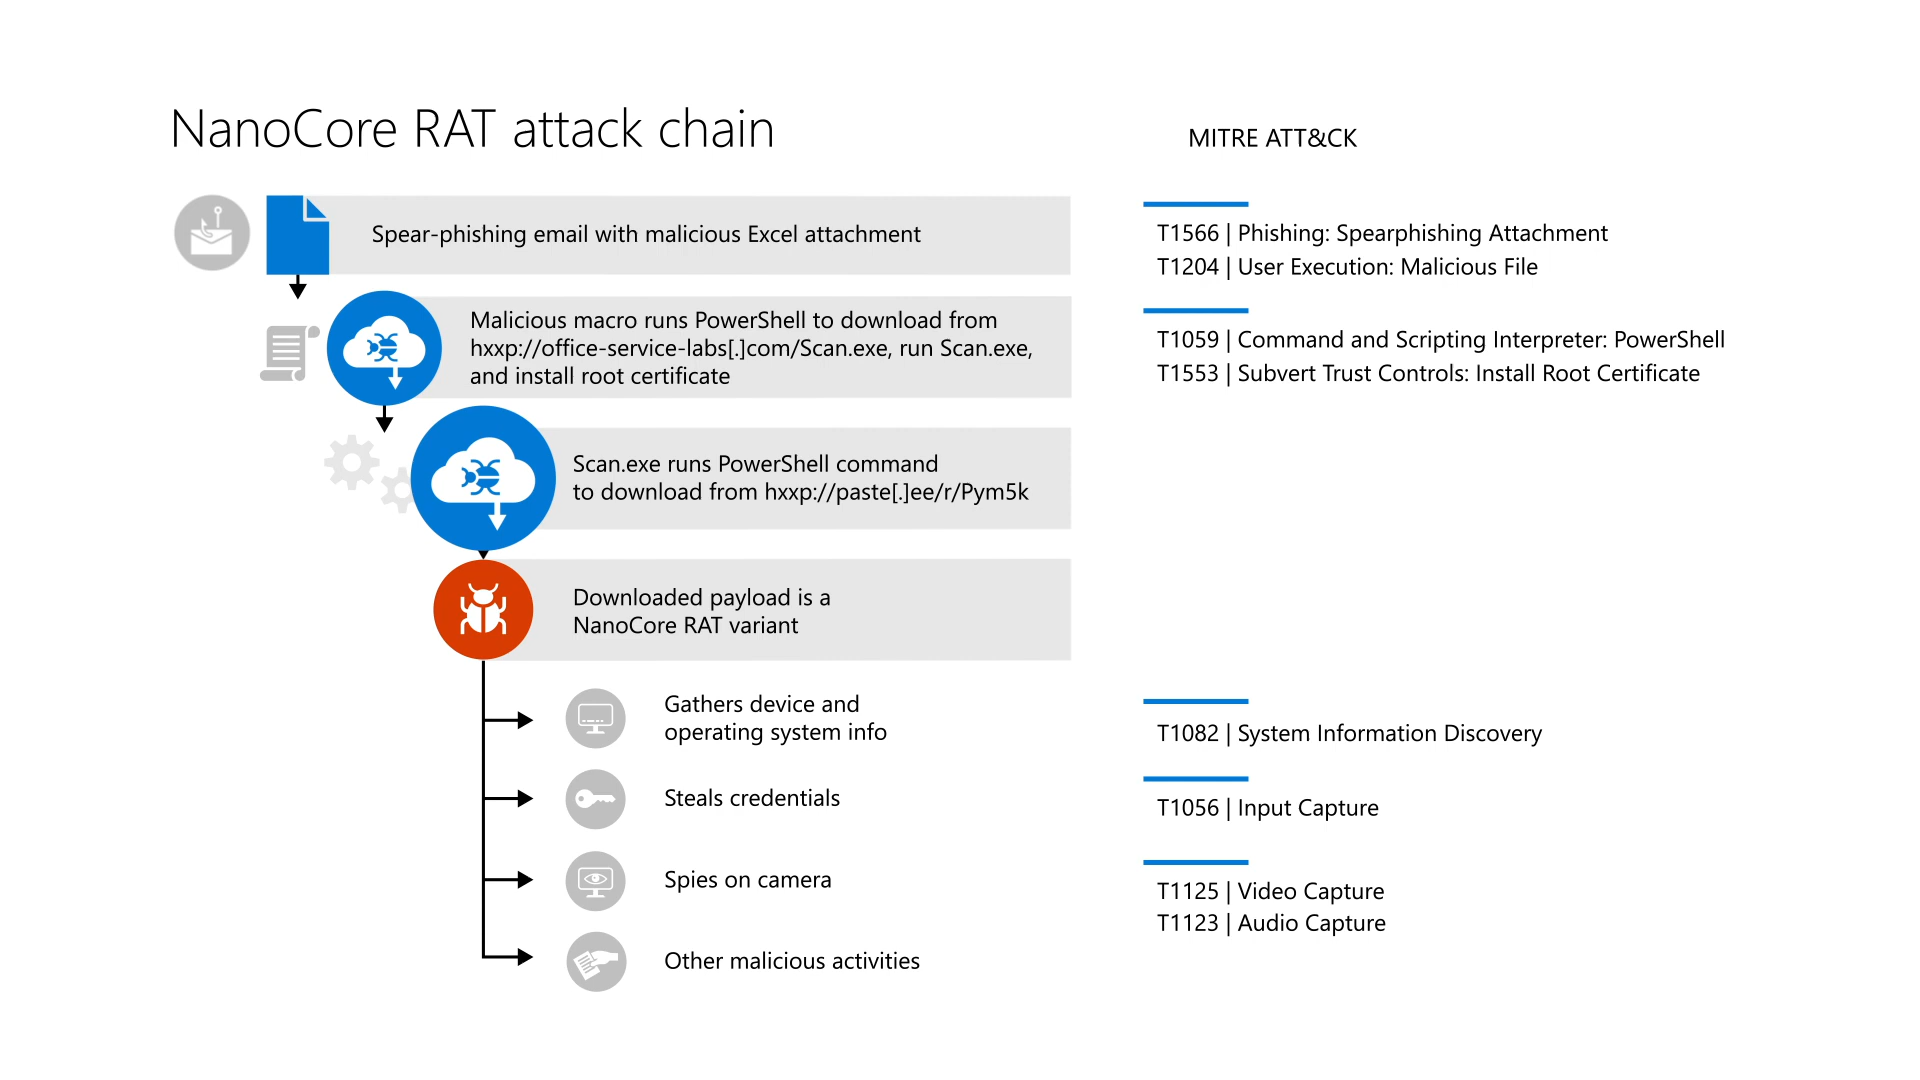 NanoCore RAT attack chain
MITRE ATT&CK
Spear-phishing email with malicious Excel attachment
T1566 | Phishing: Spearphishing Attachment
T1204 | User Execution: Malicious File
Malicious macro runs PowerShell to download from
hxxp://office-service-labs[.]com/Scan.exe, run Scan.exe,
and install root certificate
T1059 | Command and Scripting Interpreter: PowerShell
T1553 | Subvert Trust Controls: Install Root Certificate
Scan.exe runs PowerShell command
to download from hxxp://paste[.]ee/r/Pym5k
Downloaded payload is a
NanoCore RAT variant
Gathers device and
operating system info
T1082 | System Information Discovery
Steals credentials
T1056 | Input Capture
Spies on camera
T1125 | Video Capture
T1123 | Audio Capture
Other malicious activities